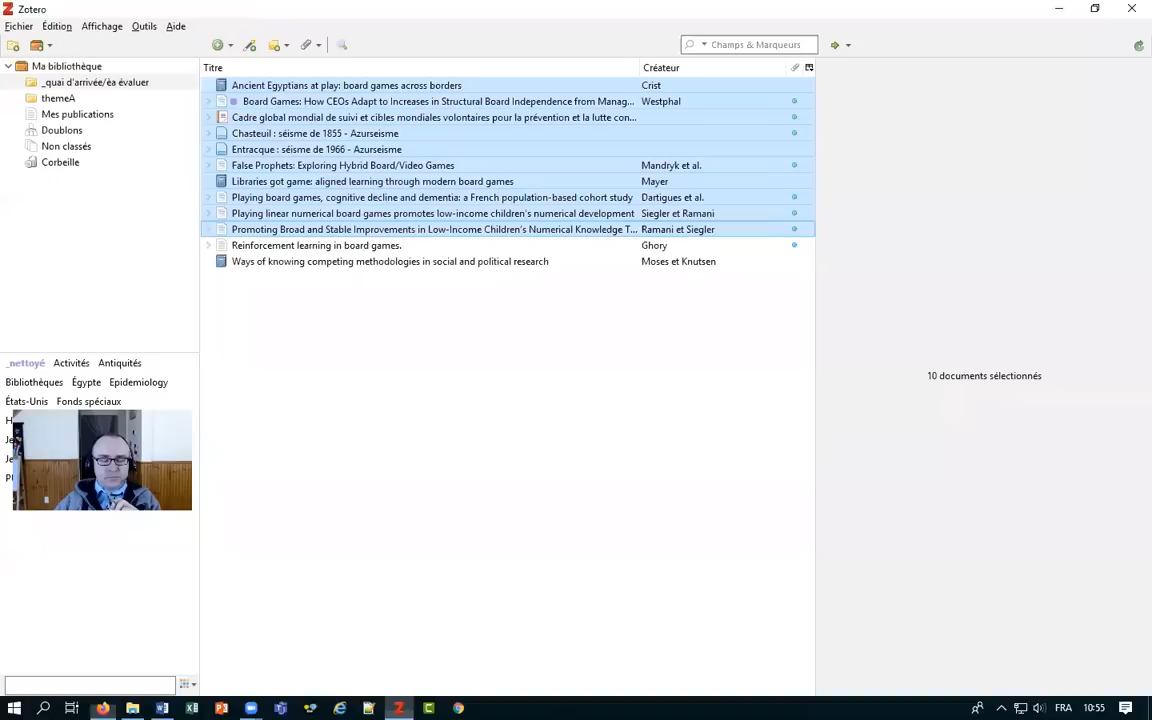 Zotero
Fichier Édition Affichage Outils Aide
Champs & Marqueurs
Ma bibliothèque
_quai d'arrivée/èa évaluer
themeA
Mes publications
Doublons
Non classés
Corbeille
Titre Créateur
Ancient Egyptians at play: board games across borders Crist
Board Games: How CEOs Adapt to Increases in Structural Board Independence from Manag... Westphal
Cadre global mondial de suivi et cibles mondiales volontaires pour la prévention et la lutte con...
Chasteuil : séisme de 1855 - Azurseisme
Entracque : séisme de 1966 - Azurseisme
False Prophets: Exploring Hybrid Board/Video Games Mandryk et al.
Libraries got game: aligned learning through modern board games Mayer
Playing board games, cognitive decline and dementia: a French population-based cohort study Dartigues et al.
Playing linear numerical board games promotes low-income children's numerical development Siegler et Ramani
Promoting Broad and Stable Improvements in Low-Income Children's Numerical Knowledge T... Ramani et Siegler
Reinforcement learning in board games. Ghory
Ways of knowing competing methodologies in social and political research Moses et Knutsen
10 documents sélectionnés
_nettoyé Activités Antiquités
Bibliothèques Égypte Epidemiology
États-Unis Fonds spéciaux
FRA 10:55